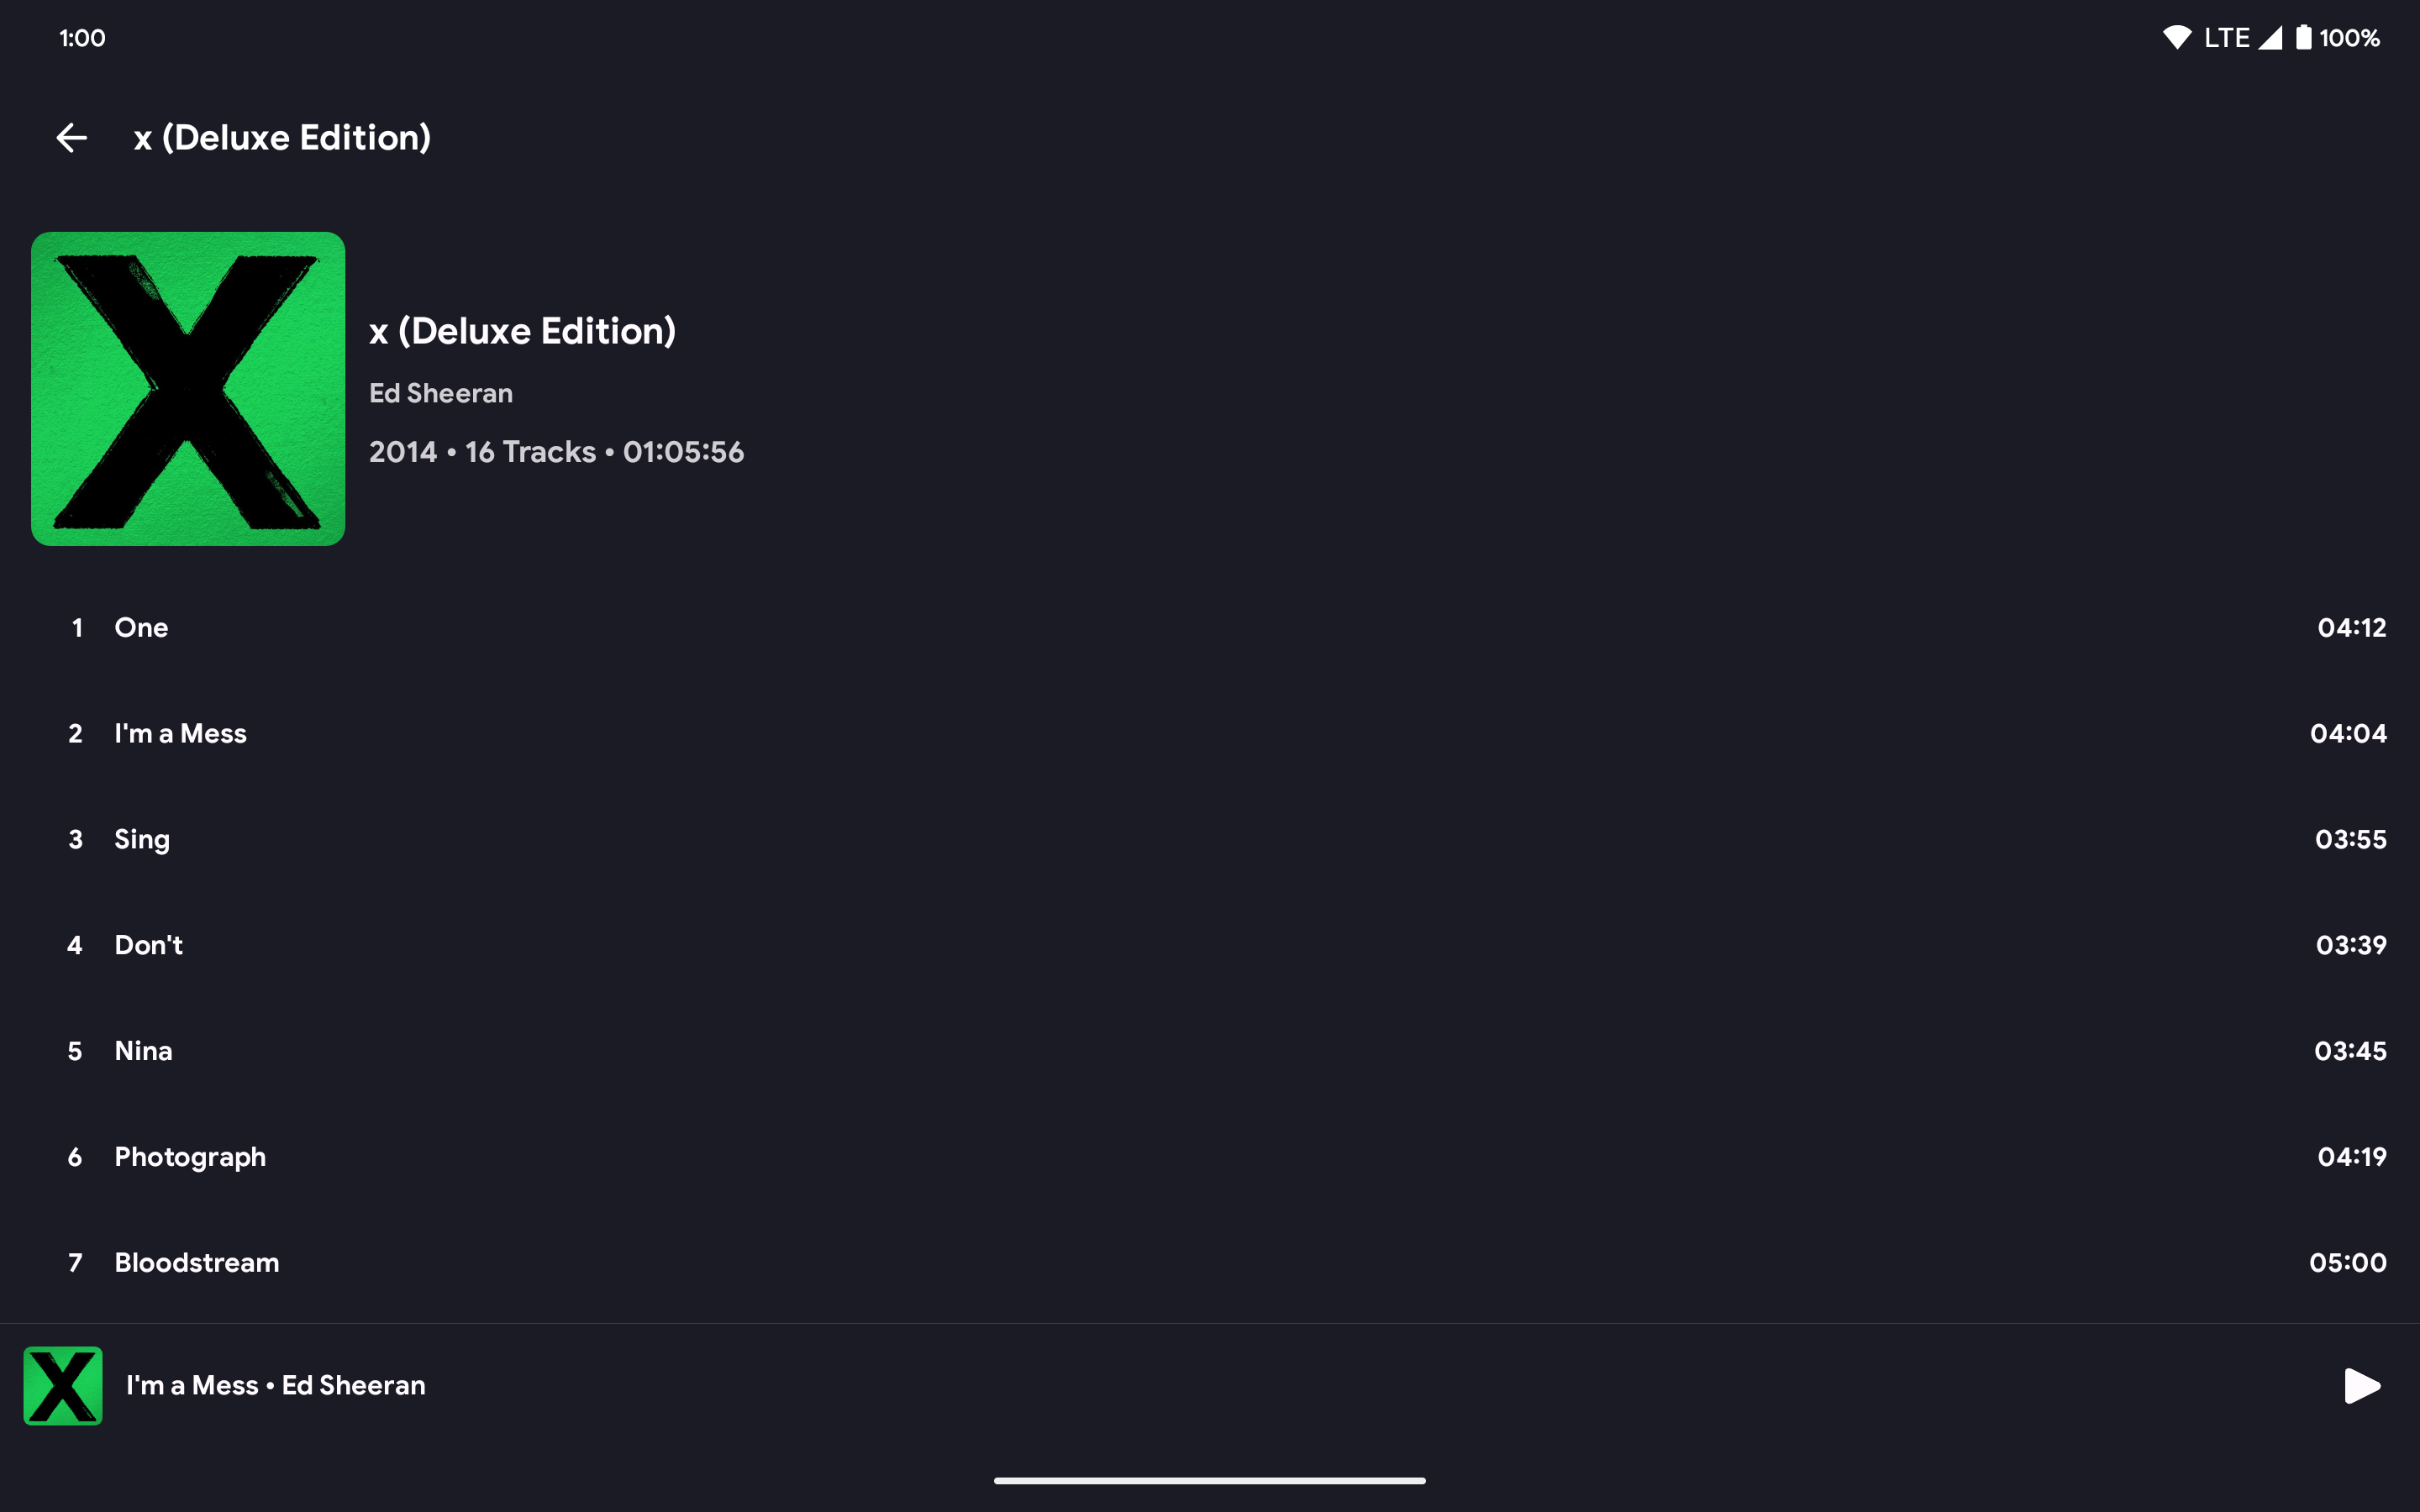 1:00 LTE 100%
x (Deluxe Edition)
X
x (Deluxe Edition)
Ed Sheeran
2014 • 16 Tracks • 01:05:56
1 One 04:12
2 I'm a Mess 04:04
3 Sing 03:55
4 Don't 03:39
5 Nina 03:45
6 Photograph 04:19
7 Bloodstream 05:00
X
I'm a Mess • Ed Sheeran